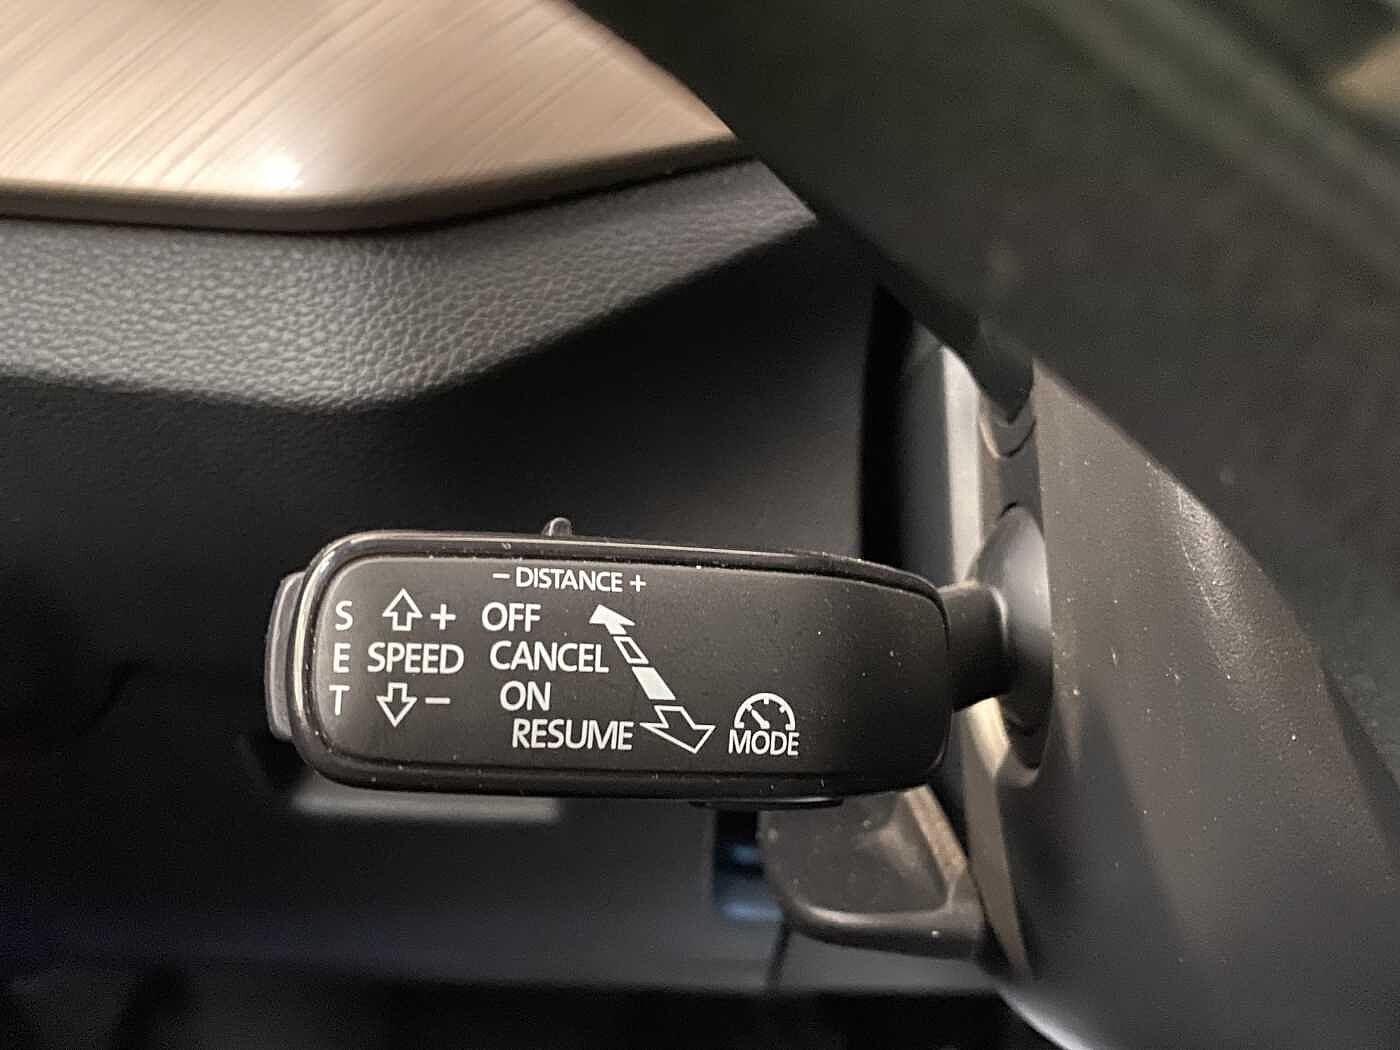 - DISTANCE +
S + OFF
E SPEED CANCEL
T - ON
RESUME
MODE